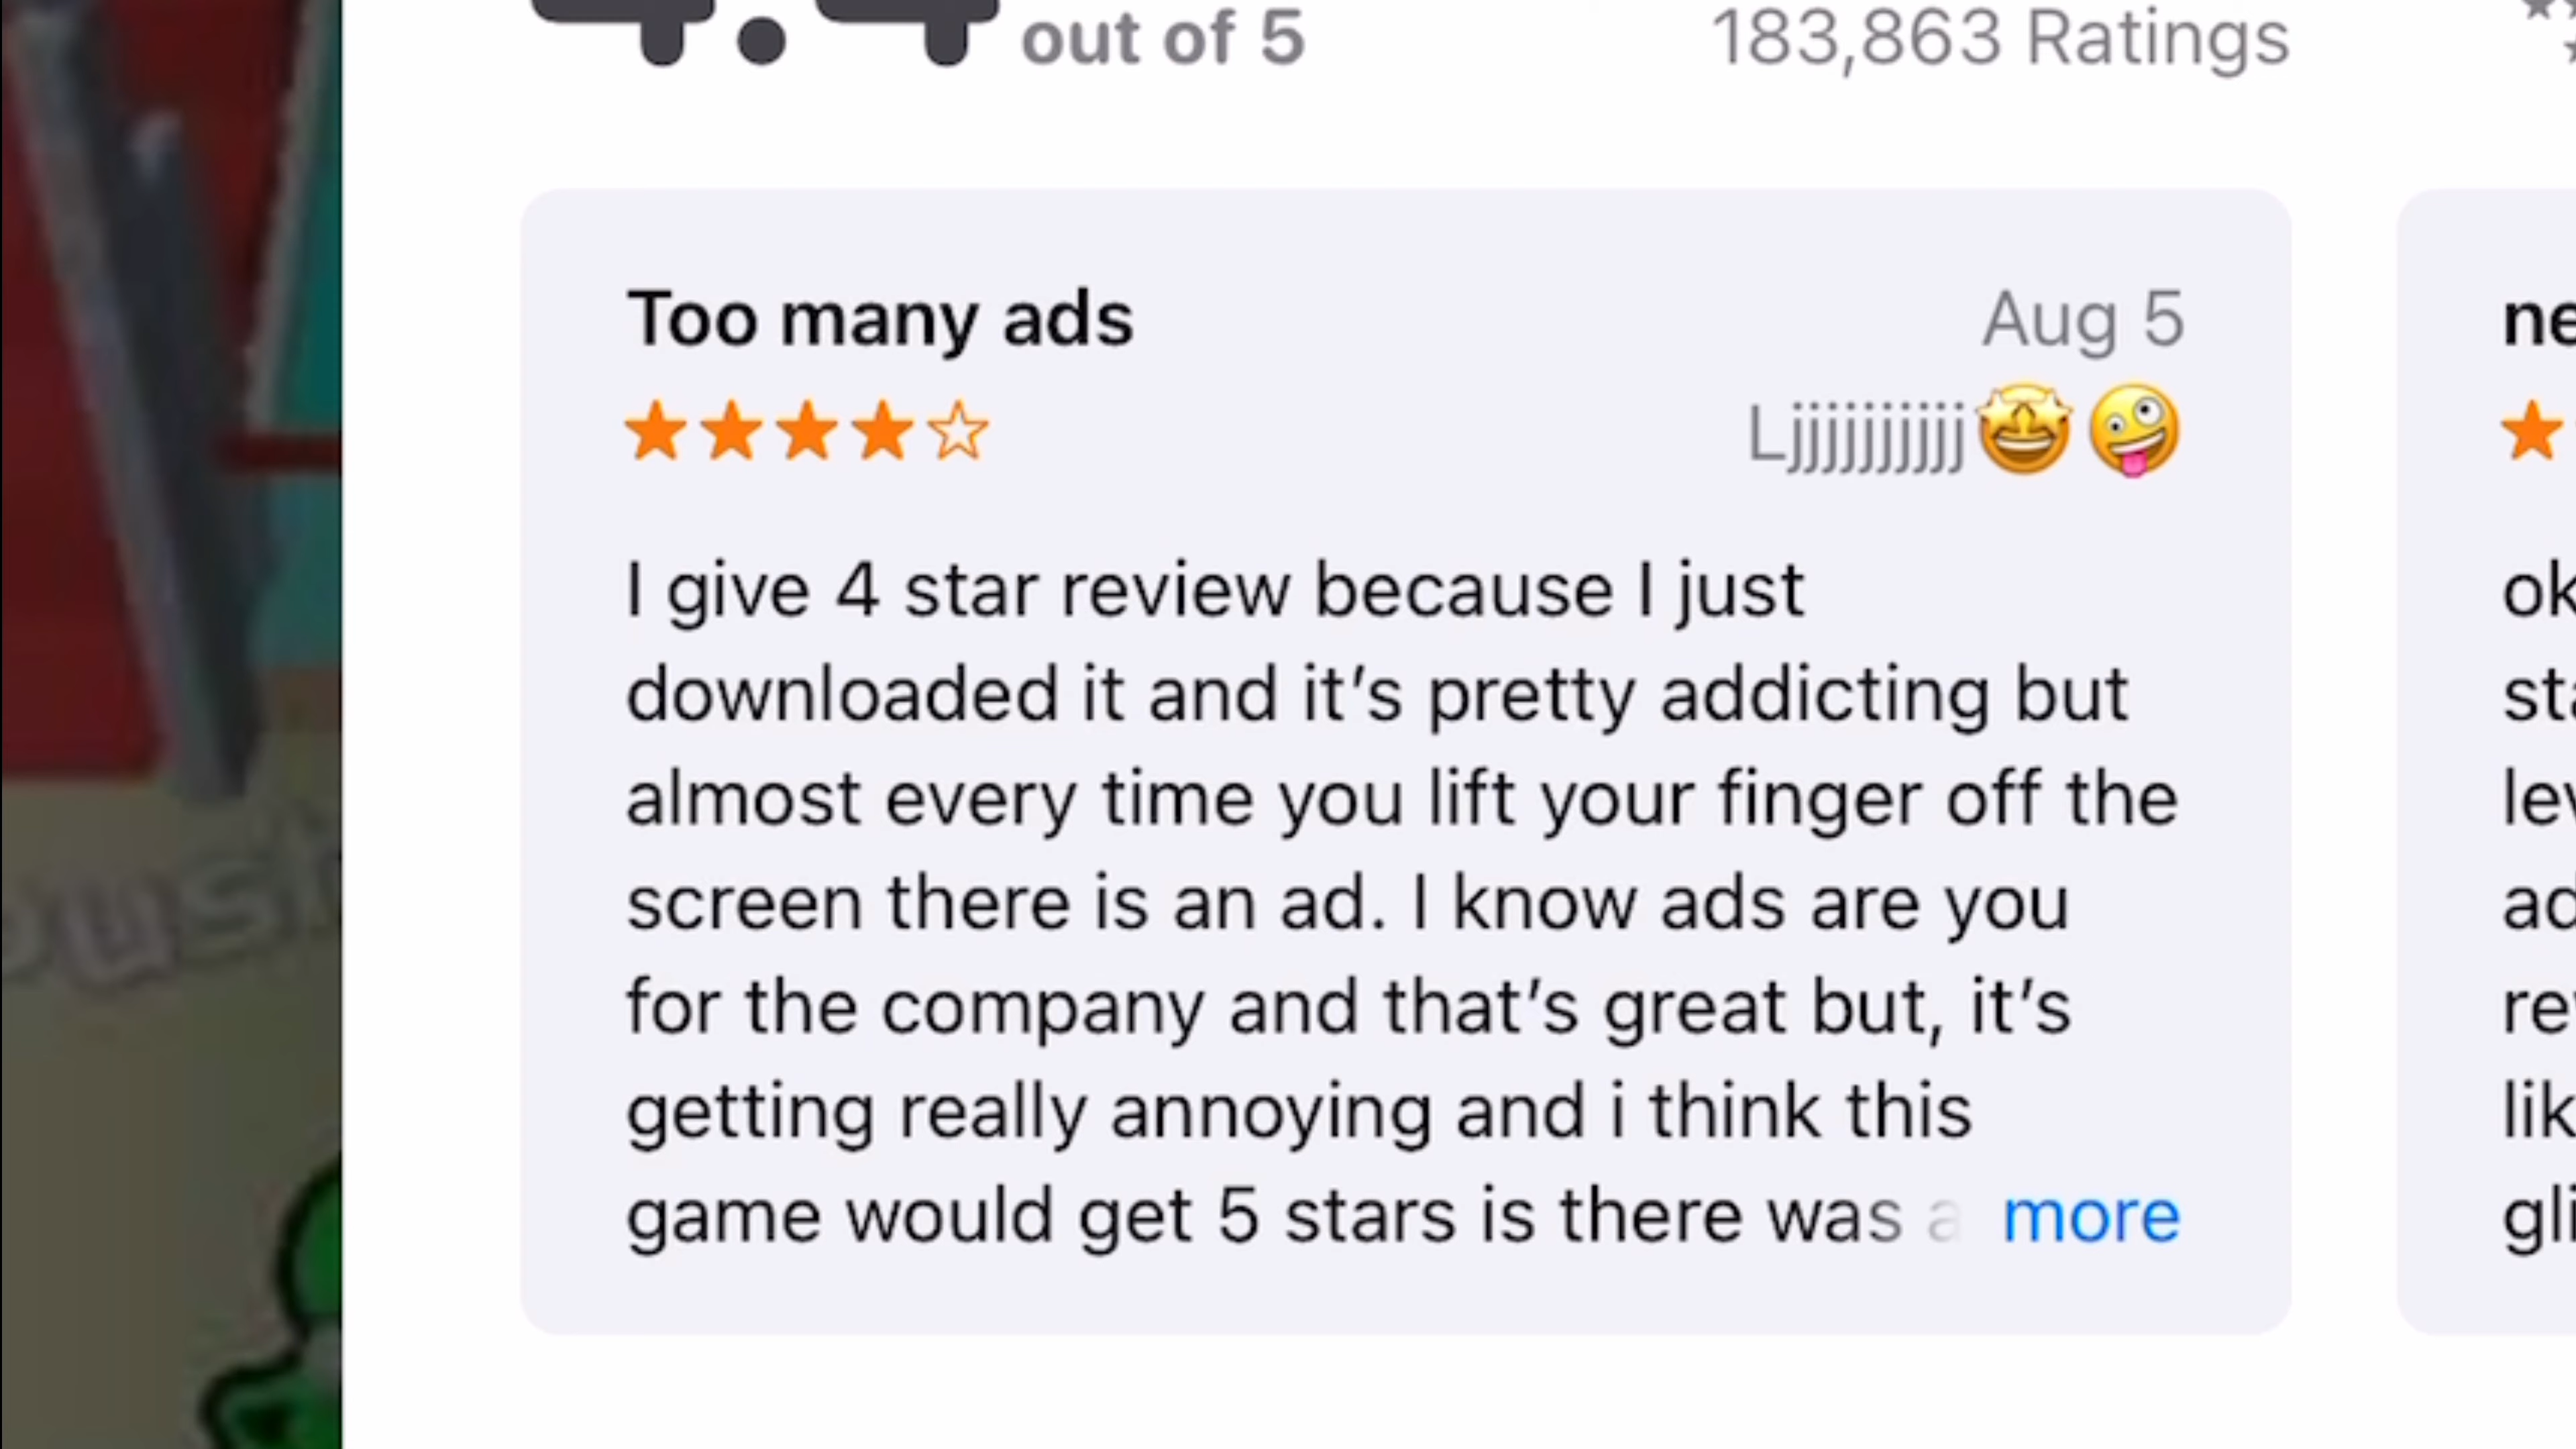 4.4 out of 5
183,863 Ratings
Too many ads
Aug 5
Ljjjjjjjjjj🤩🤪
I give 4 star review because I just
downloaded it and it’s pretty addicting but
almost every time you lift your finger off the
screen there is an ad. I know ads are you
for the company and that’s great but, it’s
getting really annoying and i think this
game would get 5 stars is there was a
more